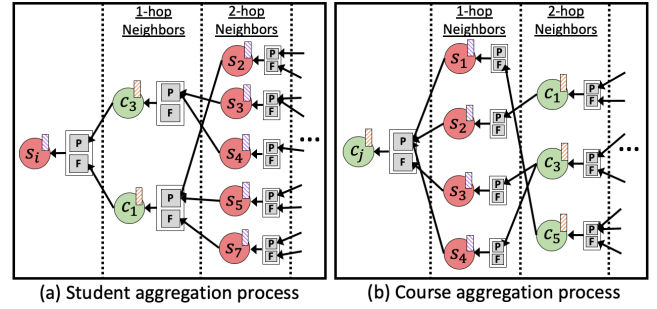 1-hop
Neighbors
2-hop
Neighbors
S2
P
F
C3
P
F
S3
P
F
Si
P
F
S4
P
F
...
C1
P
F
S5
P
F
S7
P
F
(a) Student aggregation process
1-hop
Neighbors
2-hop
Neighbors
S1
P
F
C1
P
F
S2
P
F
Cj
P
F
C3
P
F
...
S3
P
F
C5
P
F
S4
P
F
(b) Course aggregation process